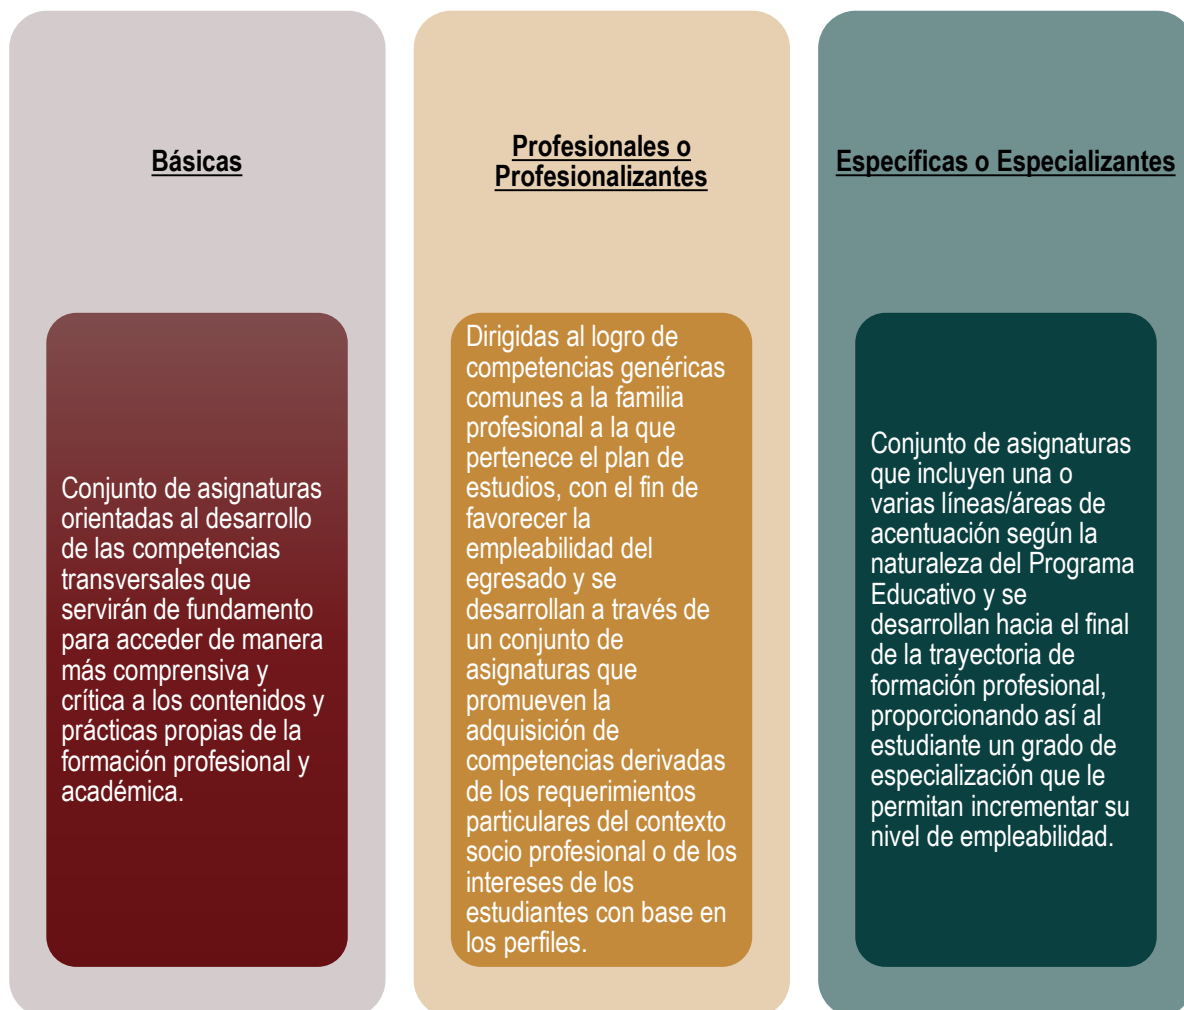 Básicas
Conjunto de asignaturas
orientadas al desarrollo
de las competencias
transversales que
servirán de fundamento
para acceder de manera
más comprensiva y
crítica a los contenidos y
prácticas propias de la
formación profesional y
académica.
Profesionales o
Profesionalizantes
Dirigidas al logro de
competencias genéricas
comunes a la familia
profesional a la que
pertenece el plan de
estudios, con el fin de
favorecer la
empleabilidad del
egresado y se
desarrollan a través de
un conjunto de
asignaturas que
promueven la
adquisición de
competencias derivadas
de los requerimientos
particulares del contexto
socio profesional o de los
intereses de los
estudiantes con base en
los perfiles.
Específicas o Especializantes
Conjunto de asignaturas
que incluyen una o
varias líneas/áreas de
acentuación según la
naturaleza del Programa
Educativo y se
desarrollan hacia el final
de la trayectoria de
formación profesional,
proporcionando así al
estudiante un grado de
especialización que le
permitan incrementar su
nivel de empleabilidad.